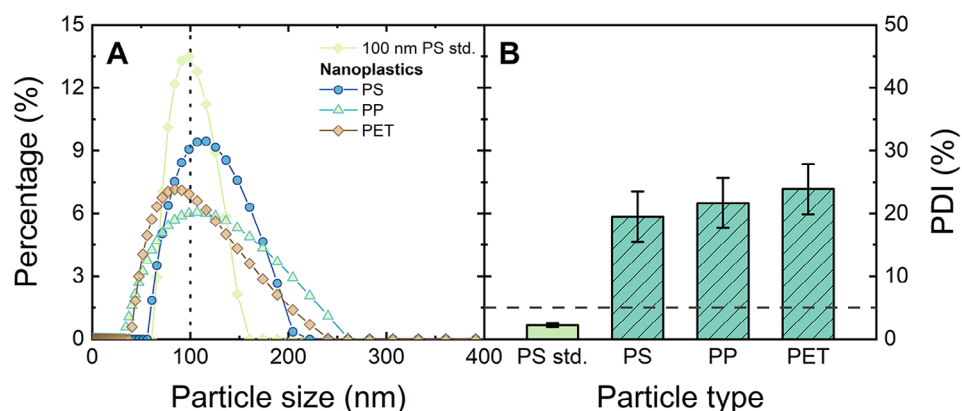 A
100 nm PS std.
Nanoplastics
PS
PP
PET
Percentage (%)
15
12
9
6
3
0
0
100
200
300
400
Particle size (nm)
B
PDI (%)
50
40
30
20
10
0
PS std.
PS
PP
PET
Particle type